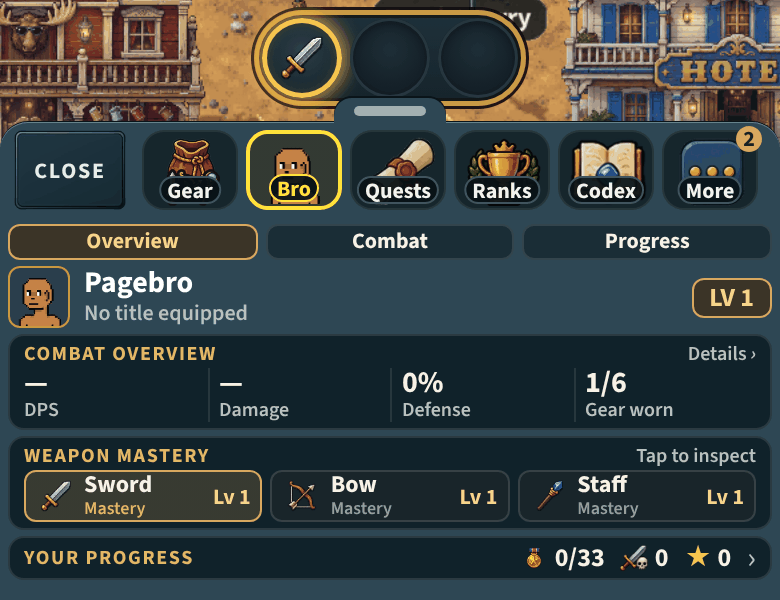 HOTE
2
CLOSE
Gear
Bro
Quests
Ranks
Codex
More
Overview
Combat
Progress
Pagebro
No title equipped
LV 1
COMBAT OVERVIEW
Details ›
—
—
0%
1/6
DPS
Damage
Defense
Gear worn
WEAPON MASTERY
Tap to inspect
Sword
Mastery
Lv 1
Bow
Mastery
Lv 1
Staff
Mastery
Lv 1
YOUR PROGRESS
0/33
0
0
›